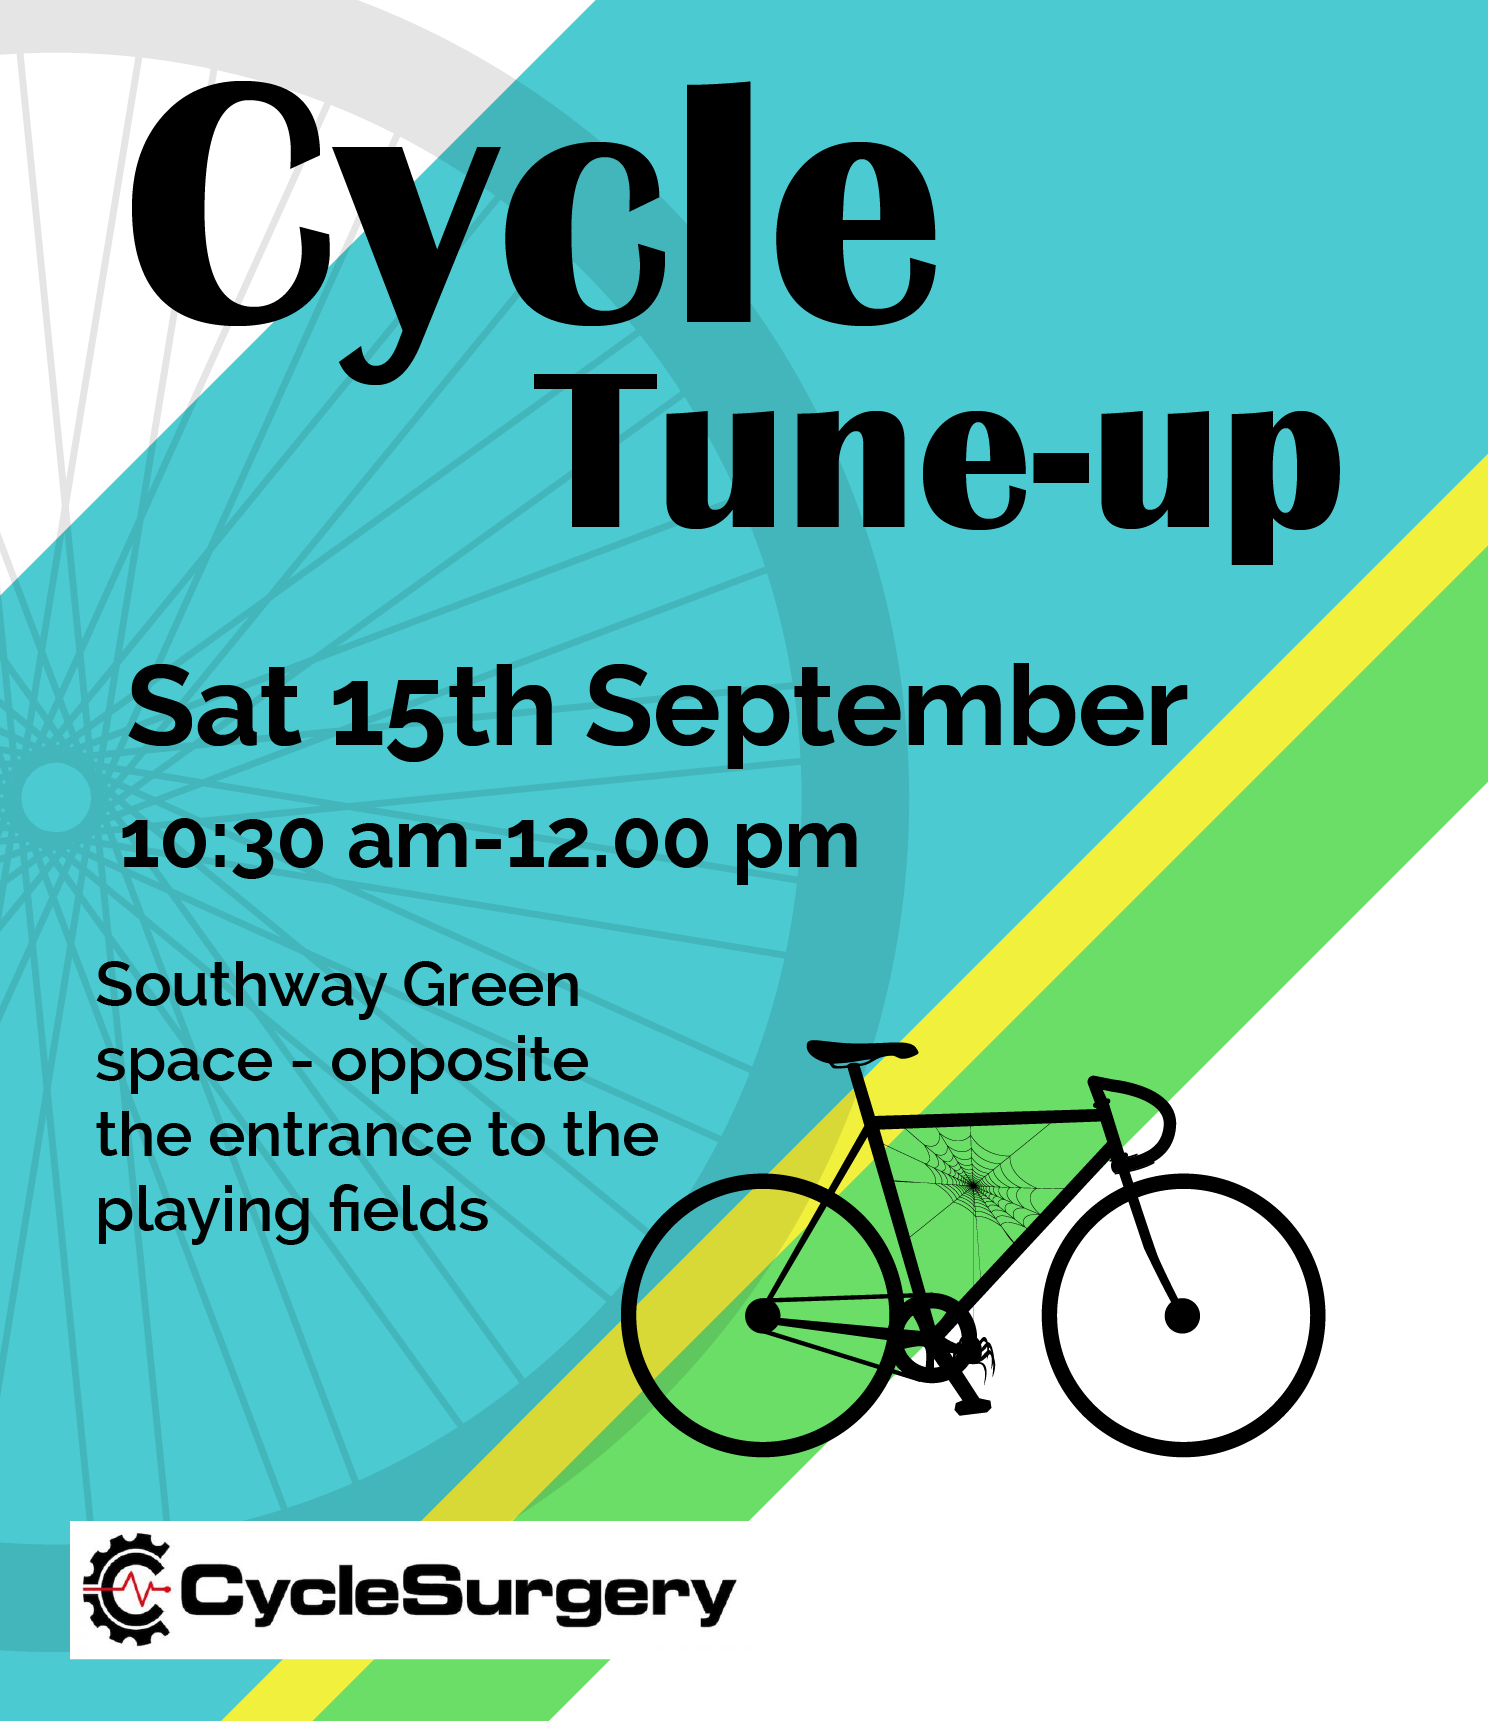 Cycle
Tune-up
Sat 15th September
10:30 am-12.00 pm
Southway Green
space - opposite
the entrance to the
playing fields
CycleSurgery